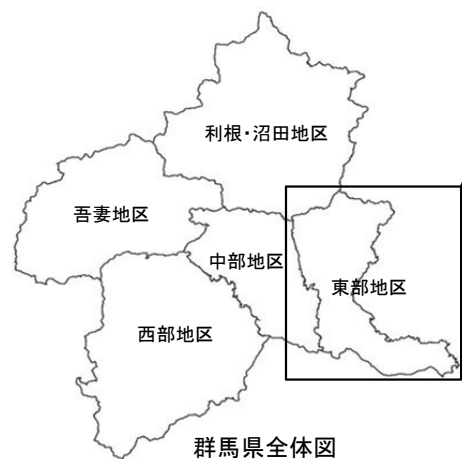 利根・沼田地区
吾妻地区
中部地区
東部地区
西部地区
群馬県全体図